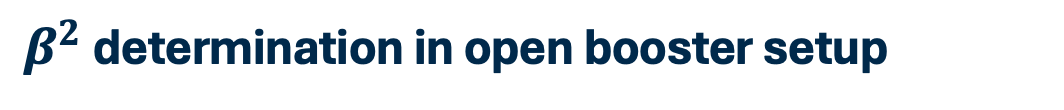 β² determination in open booster setup